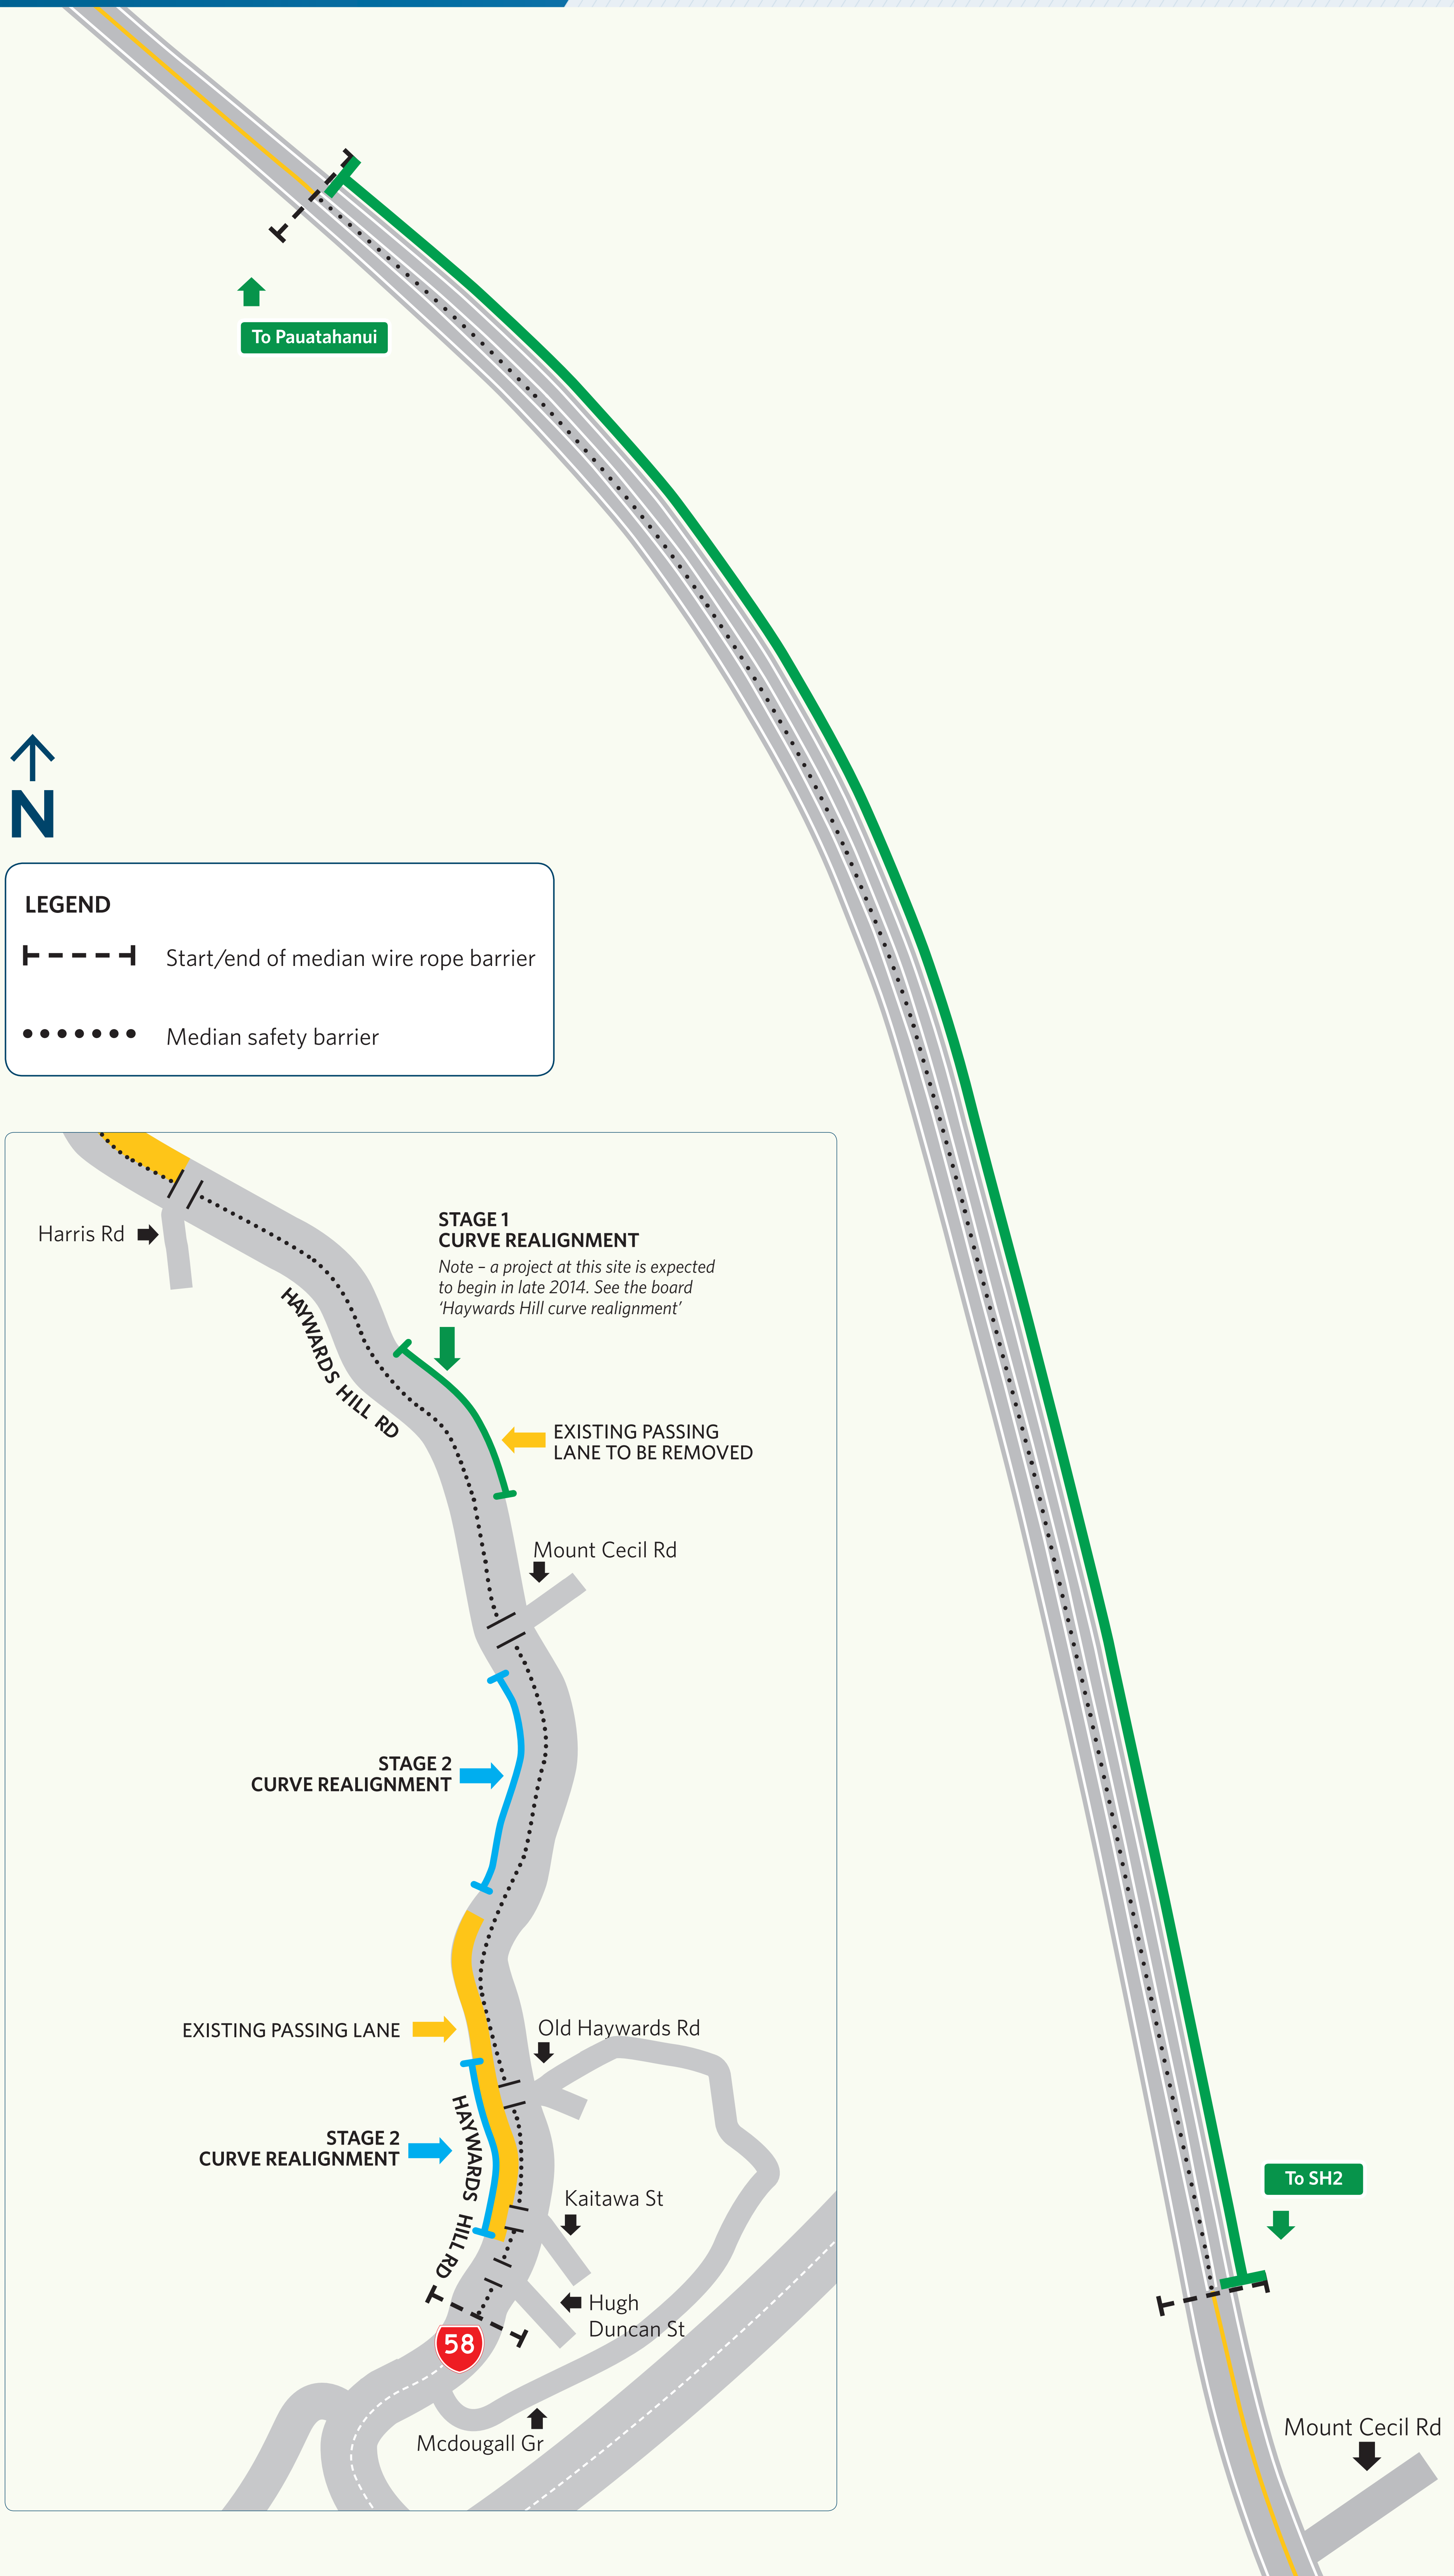 To Pauatahanui
N
LEGEND
Start/end of median wire rope barrier
Median safety barrier
Harris Rd
STAGE 1
CURVE REALIGNMENT
Note – a project at this site is expected
to begin in late 2014. See the board
‘Haywards Hill curve realignment’
HAYWARDS HILL RD
EXISTING PASSING
LANE TO BE REMOVED
Mount Cecil Rd
STAGE 2
CURVE REALIGNMENT
EXISTING PASSING LANE
Old Haywards Rd
STAGE 2
CURVE REALIGNMENT
HAYWARDS HILL RD
Kaitawa St
Hugh
Duncan St
58
Mcdougall Gr
To SH2
Mount Cecil Rd